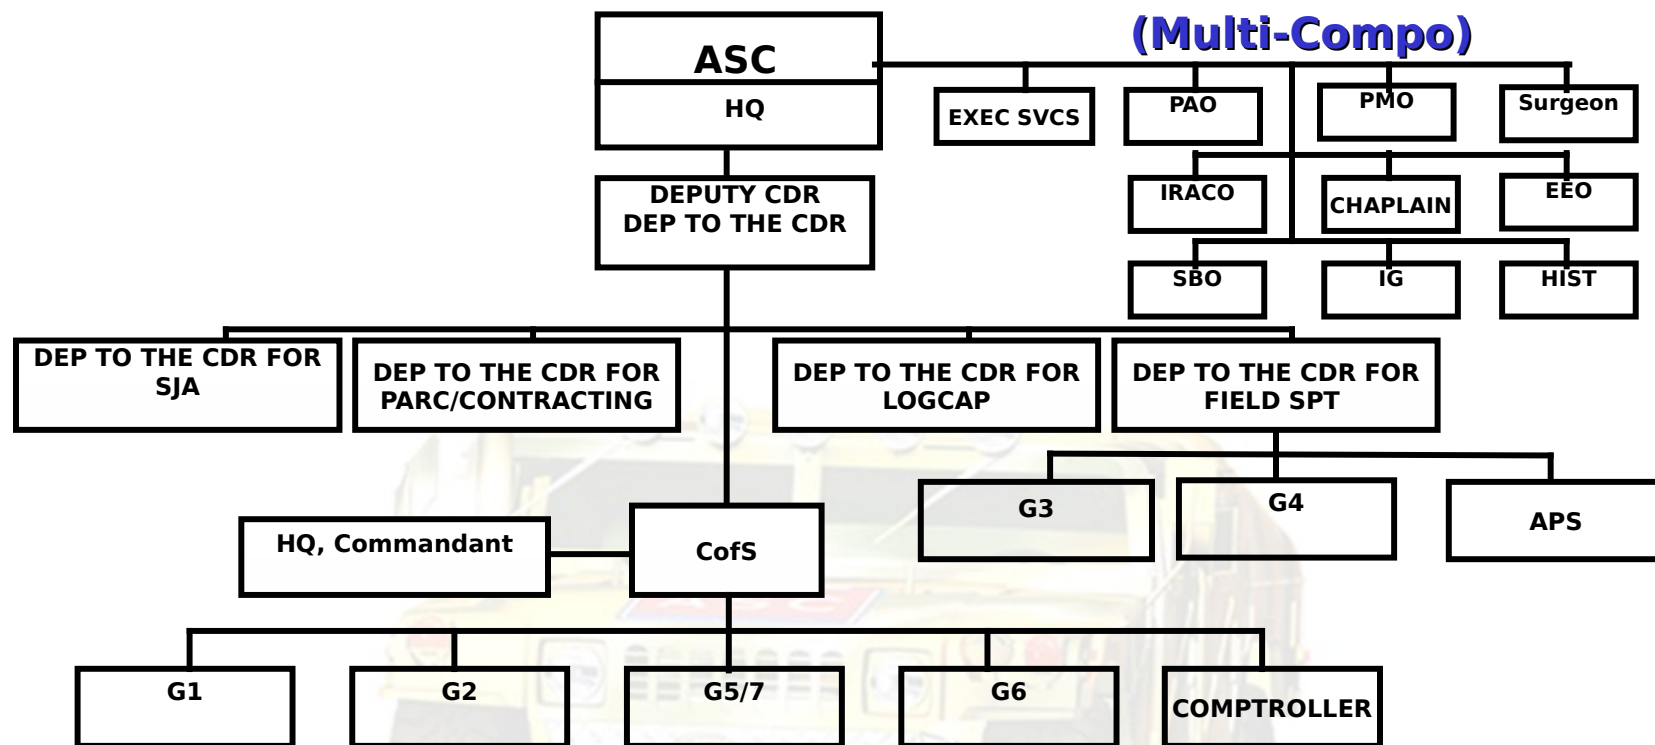 (Multi-Compo)
ASC
HQ
EXEC SVCS
PAO
PMO
Surgeon
IRACO
CHAPLAIN
EEO
SBO
IG
HIST
DEPUTY CDR
DEP TO THE CDR
DEP TO THE CDR FOR
SJA
DEP TO THE CDR FOR
PARC/CONTRACTING
DEP TO THE CDR FOR
LOGCAP
DEP TO THE CDR FOR
FIELD SPT
G3
G4
APS
HQ, Commandant
CofS
ASC
G1
G2
G5/7
G6
COMPTROLLER